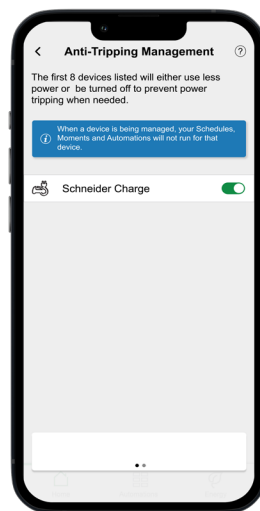 Anti-Tripping Management
?
The first 8 devices listed will either use less
power or be turned off to prevent power
tripping when needed.
i
When a device is being managed, your Schedules,
Moments and Automations will not run for that
device.
Schneider Charge